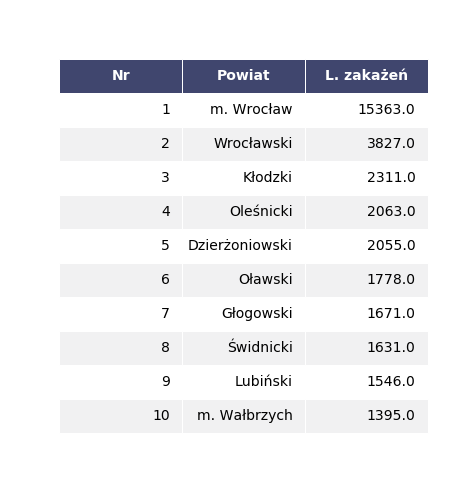 Nr Powiat L. zakażeń
1 m. Wrocław 15363.0
2 Wrocławski 3827.0
3 Kłodzki 2311.0
4 Oleśnicki 2063.0
5 Dzierżoniowski 2055.0
6 Oławski 1778.0
7 Głogowski 1671.0
8 Świdnicki 1631.0
9 Lubiński 1546.0
10 m. Wałbrzych 1395.0